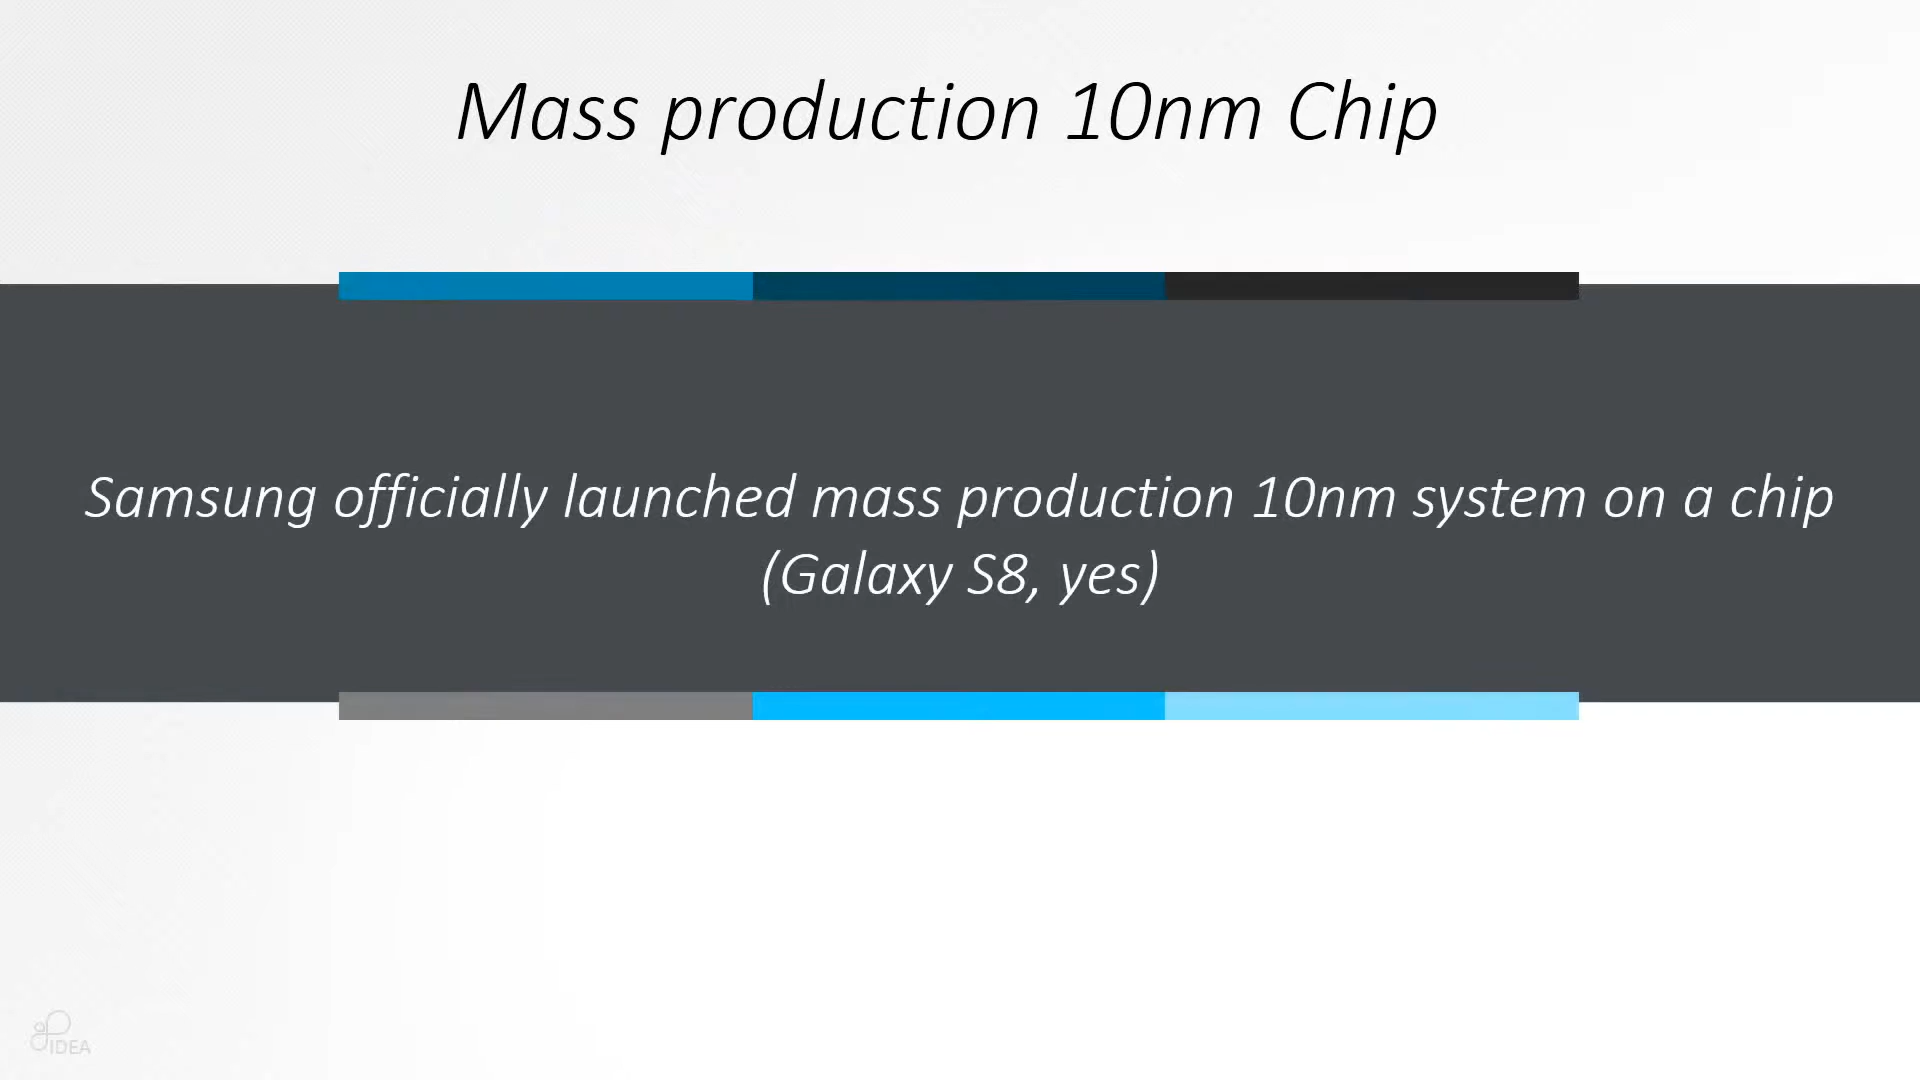 Mass production 10nm Chip
Samsung officially launched mass production 10nm system on a chip
(Galaxy S8, yes)
IDEA